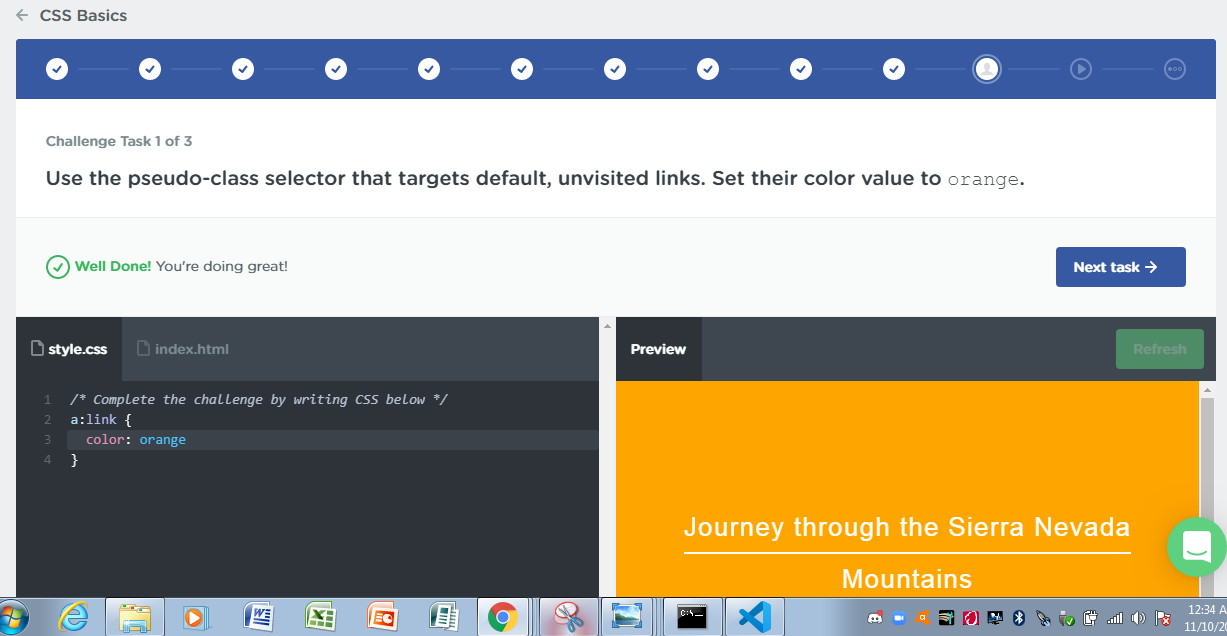 ← CSS Basics
Challenge Task 1 of 3
Use the pseudo-class selector that targets default, unvisited links. Set their color value to orange.
Well Done! You're doing great!
Next task →
style.css
index.html
Preview
Refresh
1 /* Complete the challenge by writing CSS below */
2 a:link {
3 color: orange
4 }
Journey through the Sierra Nevada
Mountains
C:\_
12:34 A
11/10/2